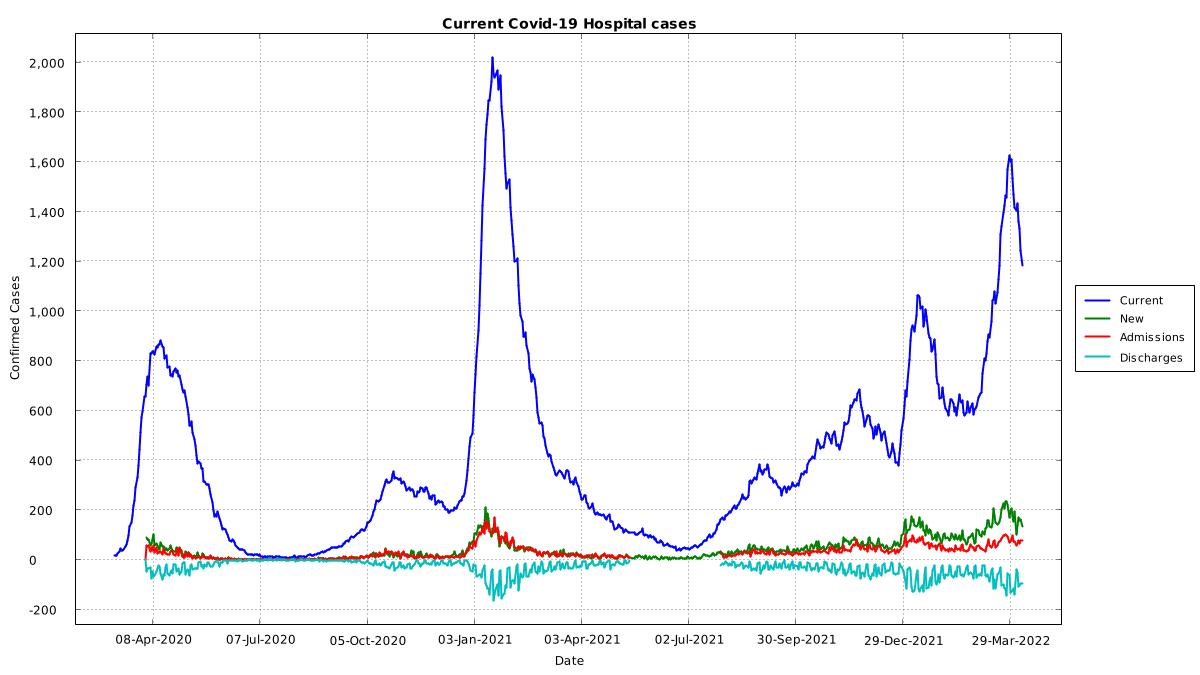 Current Covid-19 Hospital cases
2,000
1,800
1,600
1,400
1,200
1,000
800
600
400
200
0
-200
Confirmed Cases
08-Apr-2020 07-Jul-2020 05-Oct-2020 03-Jan-2021 03-Apr-2021 02-Jul-2021 30-Sep-2021 29-Dec-2021 29-Mar-2022
Date
Current
New
Admissions
Discharges